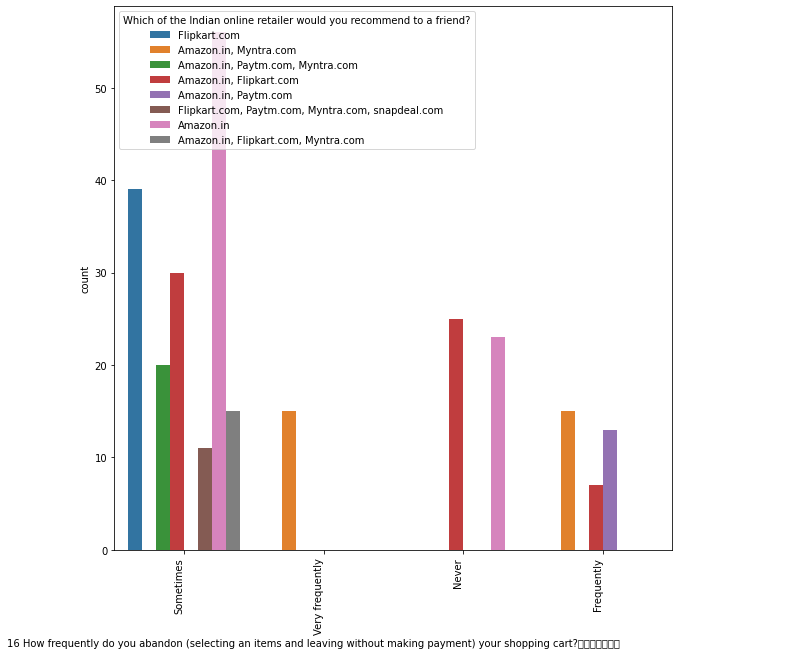 Which of the Indian online retailer would you recommend to a friend?
Flipkart.com
Amazon.in, Myntra.com
Amazon.in, Paytm.com, Myntra.com
Amazon.in, Flipkart.com
Amazon.in, Paytm.com
Flipkart.com, Paytm.com, Myntra.com, snapdeal.com
Amazon.in
Amazon.in, Flipkart.com, Myntra.com
50
40
30
20
10
0
count
Sometimes
Very frequently
Never
Frequently
16 How frequently do you abandon (selecting an items and leaving without making payment) your shopping cart?